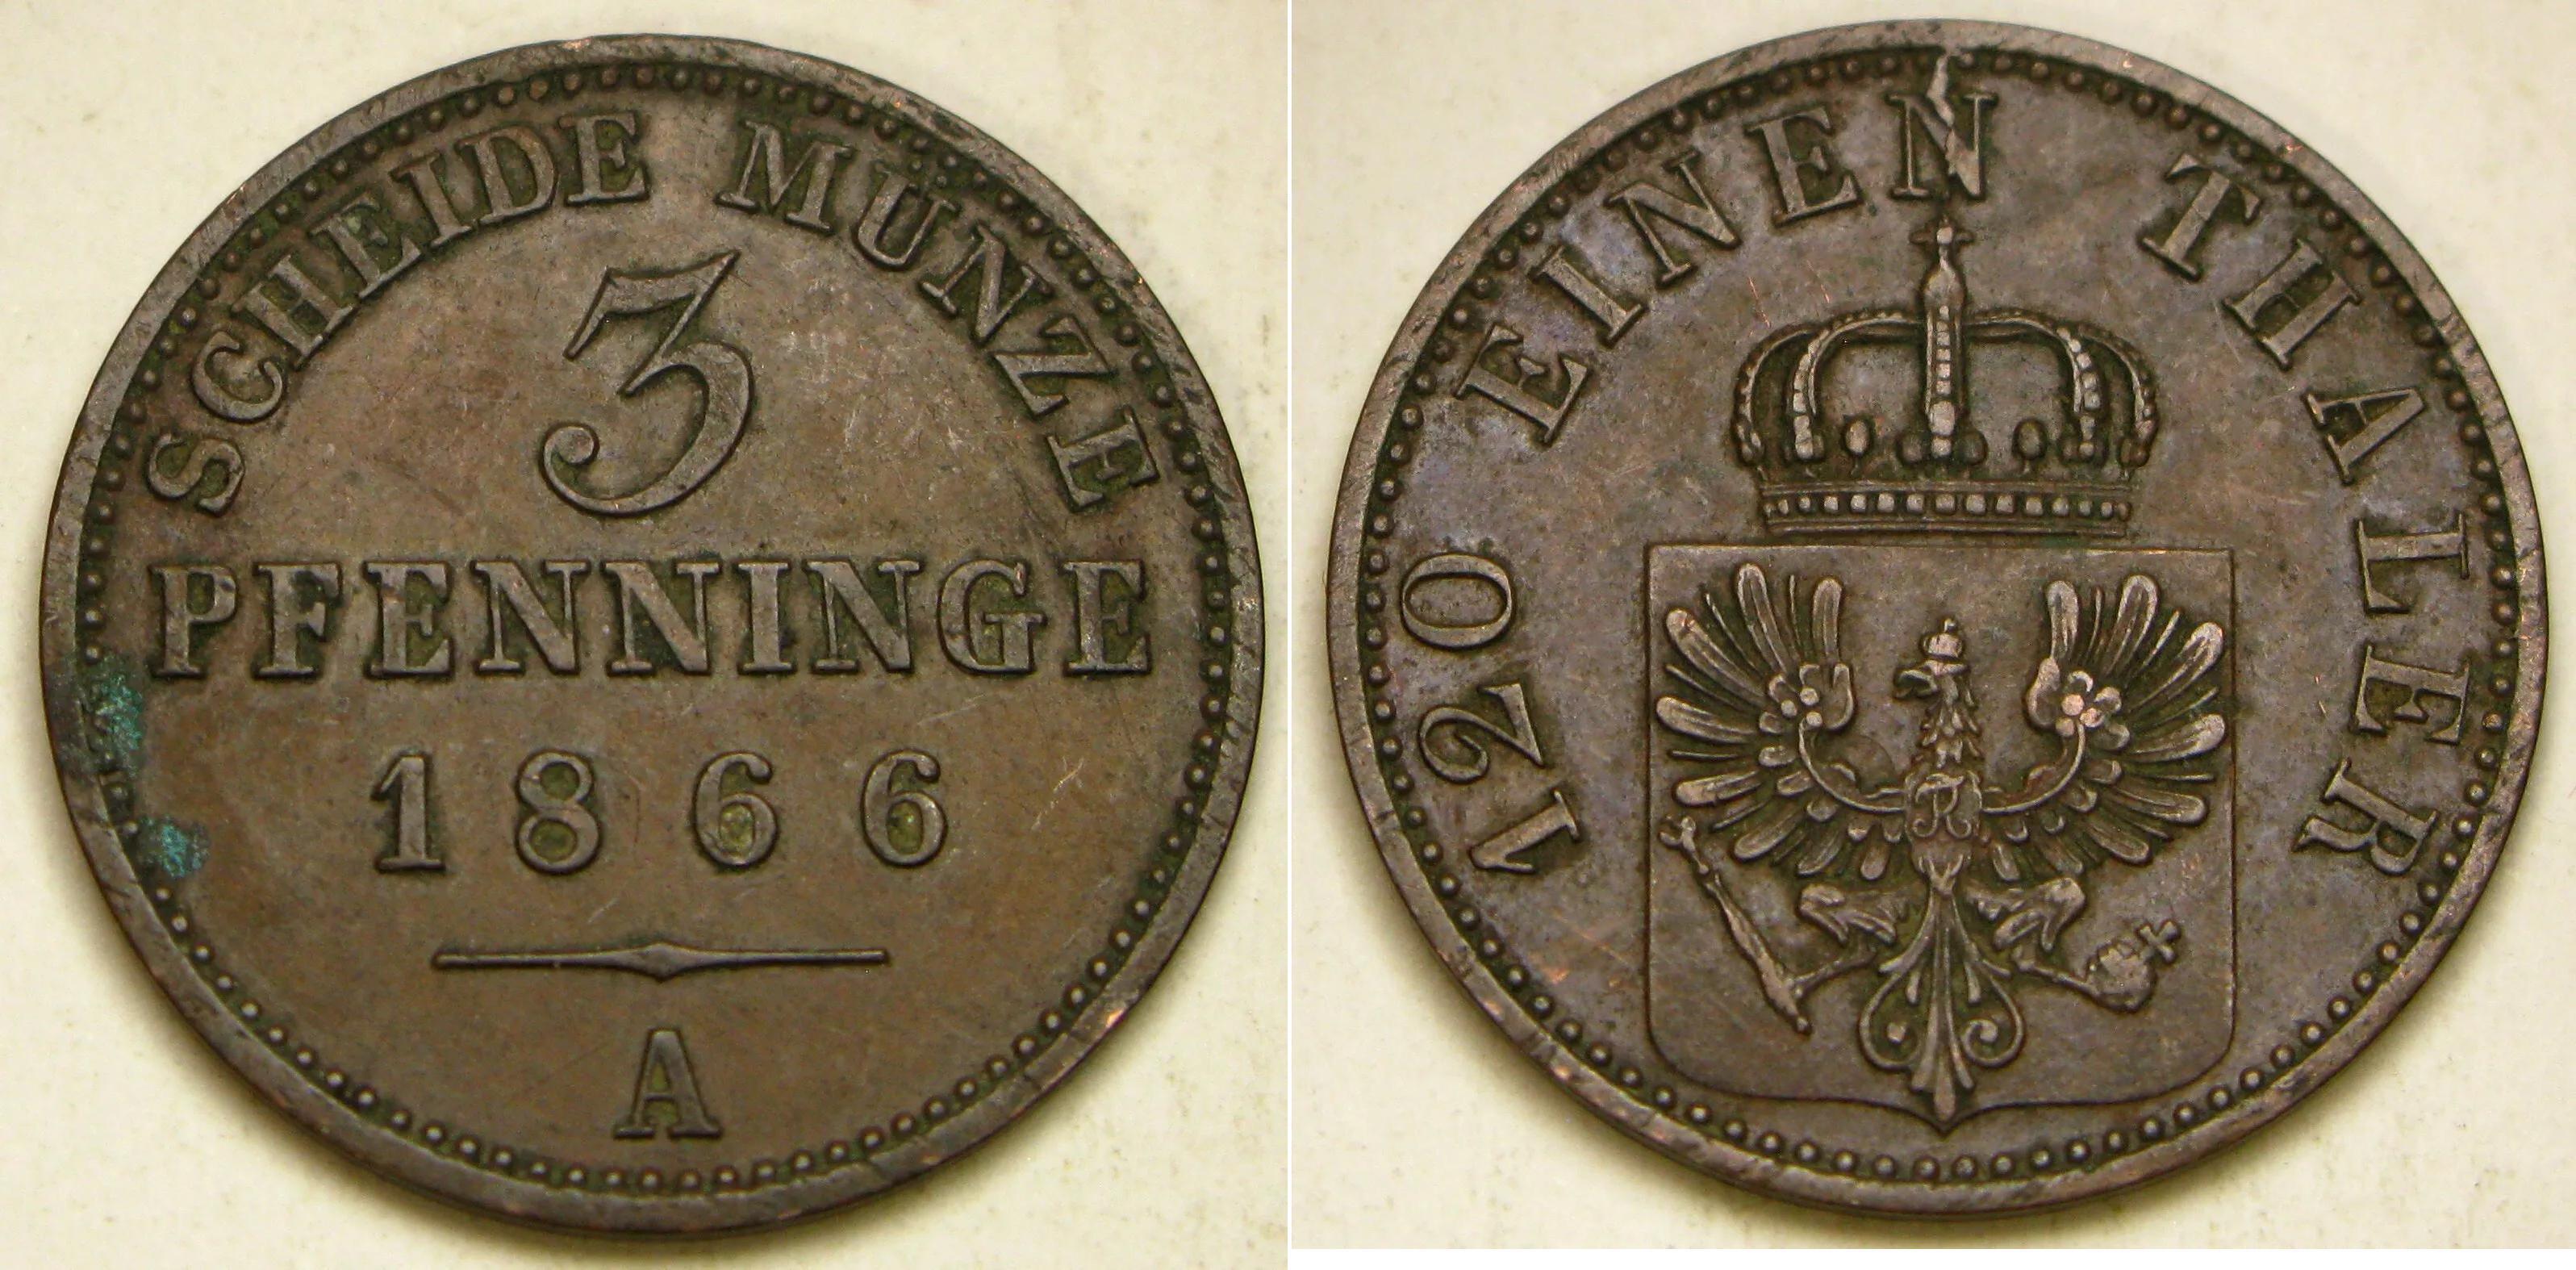 SCHEIDE MÜNZE
3
PFENNINGE
1866
A
120 EINEN THALER
R